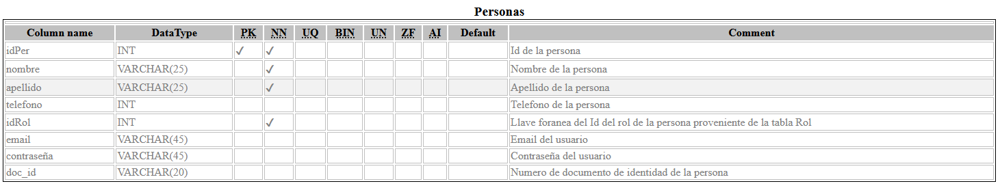 Personas
Column name DataType PK NN UQ BIN UN ZF AI Default Comment
idPer INT ✓ ✓ Id de la persona
nombre VARCHAR(25) ✓ Nombre de la persona
apellido VARCHAR(25) ✓ Apellido de la persona
telefono INT Telefono de la persona
idRol INT ✓ Llave foranea del Id del rol de la persona proveniente de la tabla Rol
email VARCHAR(45) Email del usuario
contraseña VARCHAR(45) Contraseña del usuario
doc_id VARCHAR(20) Numero de documento de identidad de la persona